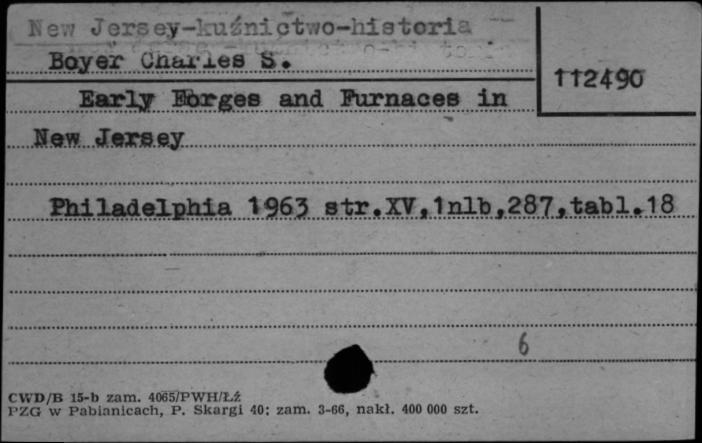 New Jersey-kuźnictwo-historia
Boyer Charles S.
112490
Early Forges and Furnaces in
New Jersey
Philadelphia 1963 str.XV,1nlb,287,tabl.18
6
CWD/B 15-b zam. 4065/PWH/Łź
PZG w Pabianicach, P. Skargi 40; zam. 3-66, nakł. 400 000 szt.